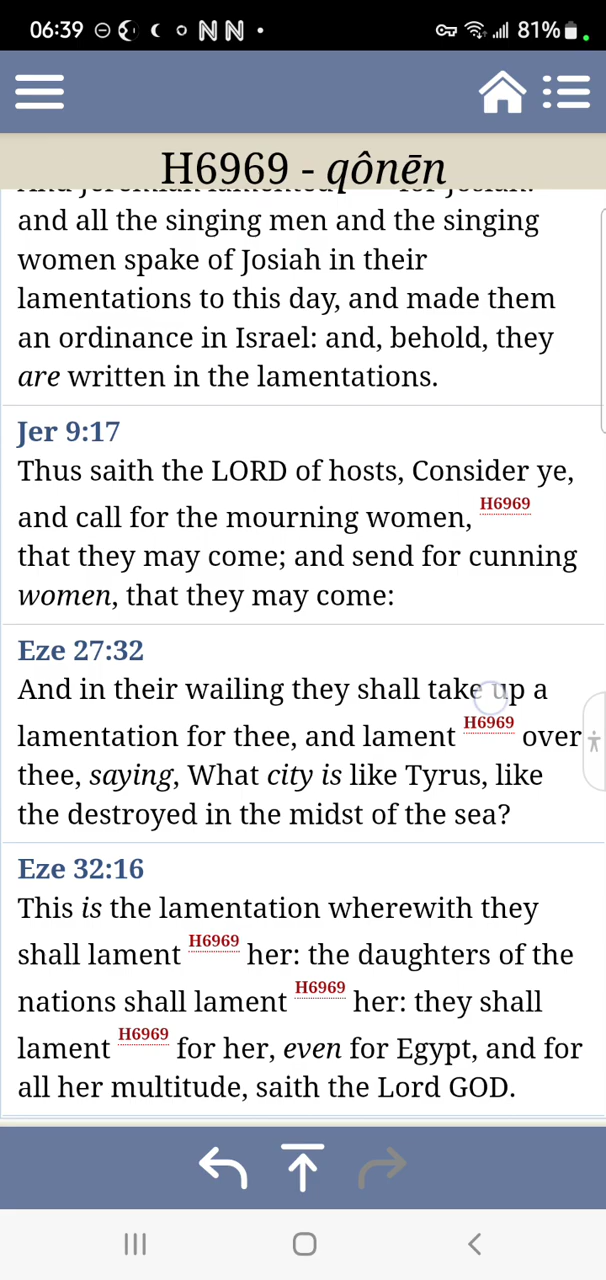 06:39
81%
H6969 - qônēn
and all the singing men and the singing
women spake of Josiah in their
lamentations to this day, and made them
an ordinance in Israel: and, behold, they
are written in the lamentations.
Jer 9:17
Thus saith the LORD of hosts, Consider ye,
and call for the mourning women, H6969
that they may come; and send for cunning
women, that they may come:
Eze 27:32
And in their wailing they shall take up a
lamentation for thee, and lament H6969 over
thee, saying, What city is like Tyrus, like
the destroyed in the midst of the sea?
Eze 32:16
This is the lamentation wherewith they
shall lament H6969 her: the daughters of the
nations shall lament H6969 her: they shall
lament H6969 for her, even for Egypt, and for
all her multitude, saith the Lord GOD.